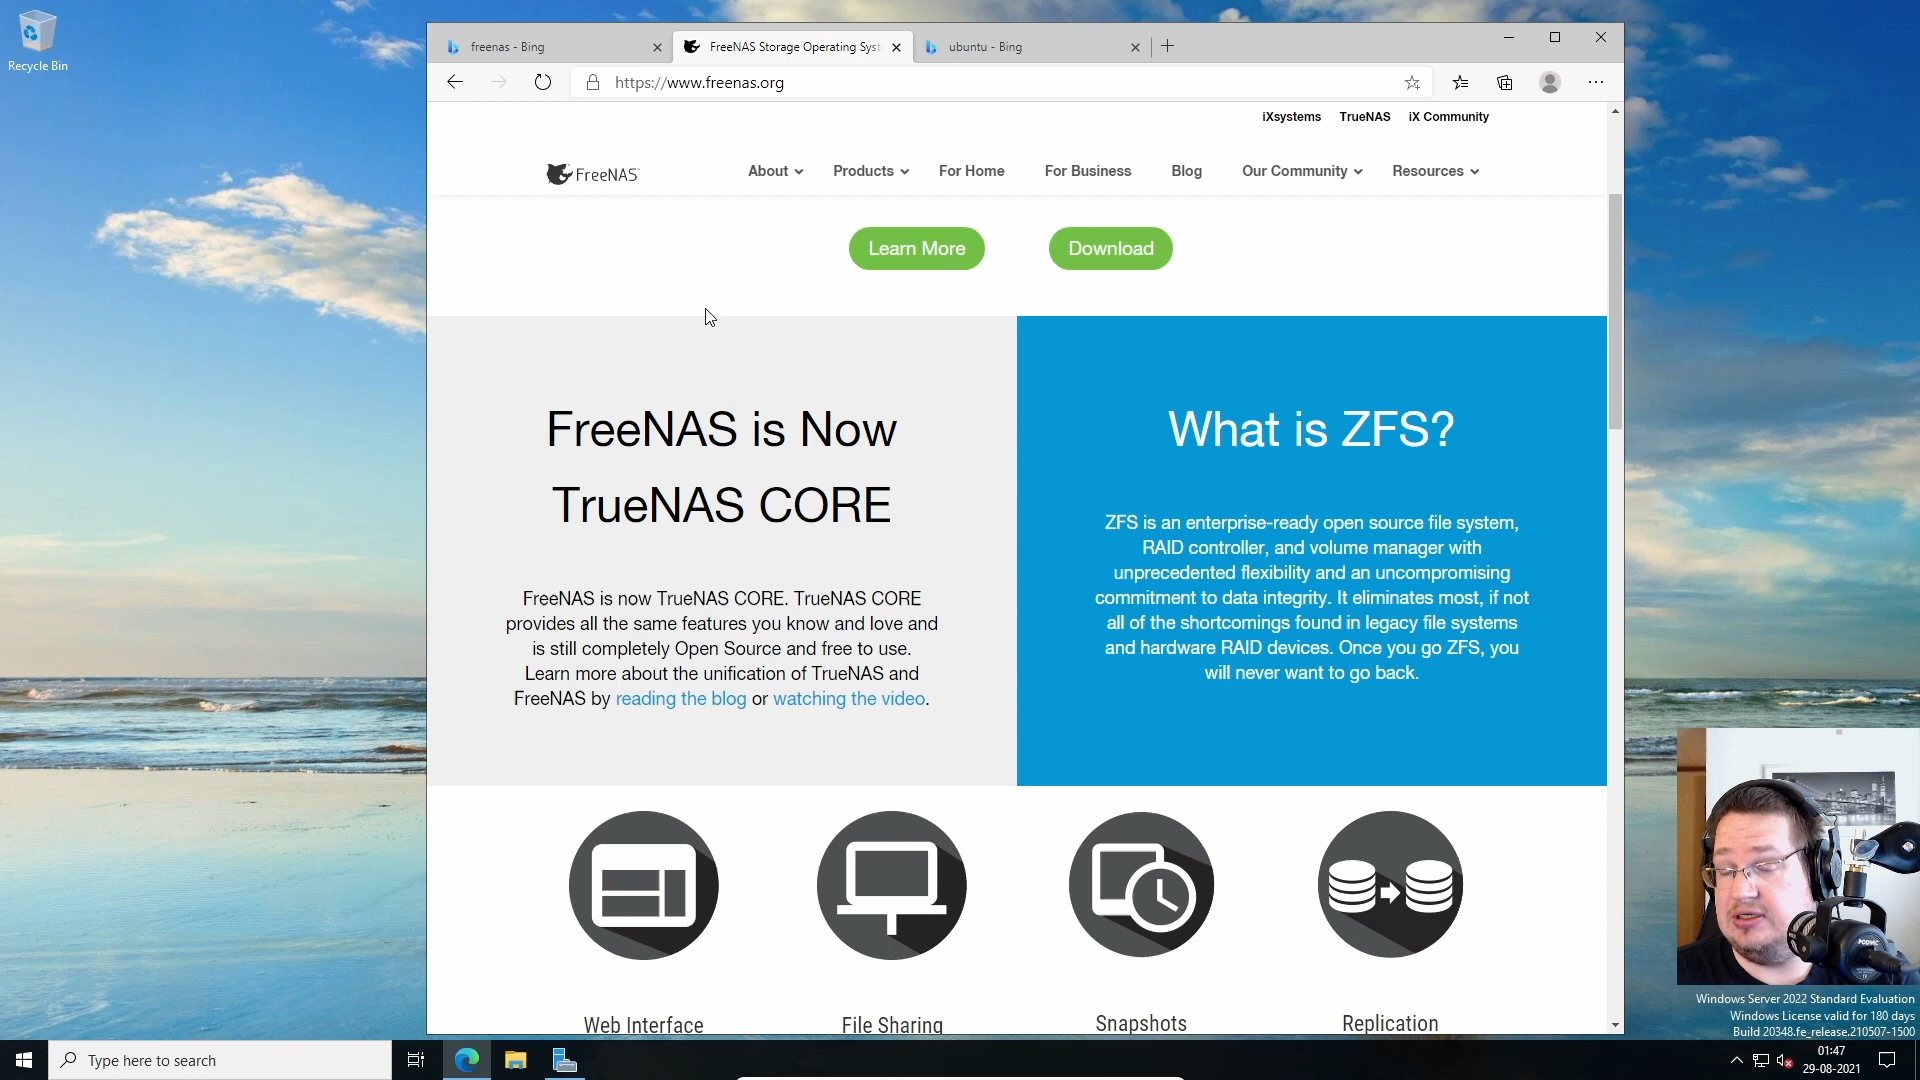 Recycle Bin
freenas - Bing
FreeNAS Storage Operating Syst
ubuntu - Bing
https://www.freenas.org
iXsystems TrueNAS iX Community
FreeNAS
About Products For Home For Business Blog Our Community Resources
Learn More Download
FreeNAS is Now
TrueNAS CORE
FreeNAS is now TrueNAS CORE. TrueNAS CORE
provides all the same features you know and love and
is still completely Open Source and free to use.
Learn more about the unification of TrueNAS and
FreeNAS by reading the blog or watching the video.
What is ZFS?
ZFS is an enterprise-ready open source file system,
RAID controller, and volume manager with
unprecedented flexibility and an uncompromising
commitment to data integrity. It eliminates most, if not
all of the shortcomings found in legacy file systems
and hardware RAID devices. Once you go ZFS, you
will never want to go back.
Web Interface File Sharing Snapshots Replication
PODMIC
Windows Server 2022 Standard Evaluation
Windows License valid for 180 days
Build 20348.fe_release.210507-1500
Type here to search
01:47
29-08-2021